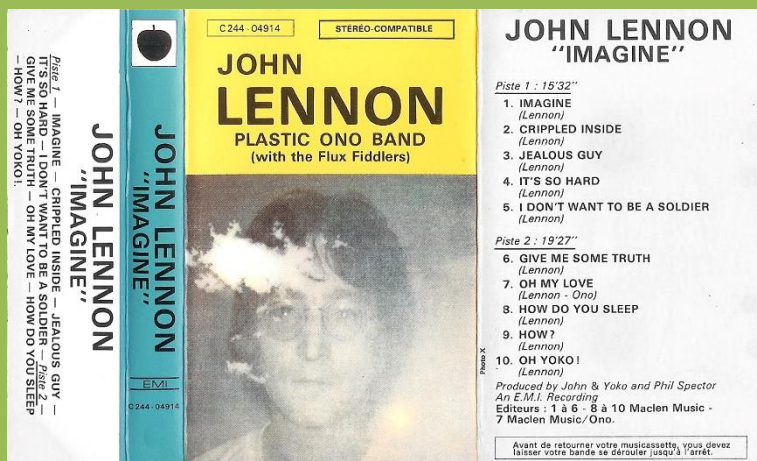 Piste 1 — IMAGINE — CRIPPLED INSIDE — JEALOUS GUY —
IT'S SO HARD — I DON'T WANT TO BE A SOLDIER — Piste 2 —
GIVE ME SOME TRUTH — OH MY LOVE — HOW DO YOU SLEEP
— HOW? — OH YOKO!.
JOHN LENNON
"IMAGINE"
JOHN LENNON
"IMAGINE"
EMI
C 244 - 04914
C 244 - 04914
STÉRÉO-COMPATIBLE
JOHN
LENNON
PLASTIC ONO BAND
(with the Flux Fiddlers)
Photo X
JOHN LENNON
"IMAGINE"
Piste 1 : 15'32"
1. IMAGINE
(Lennon)
2. CRIPPLED INSIDE
(Lennon)
3. JEALOUS GUY
(Lennon)
4. IT'S SO HARD
(Lennon)
5. I DON'T WANT TO BE A SOLDIER
(Lennon)
Piste 2 : 19'27"
6. GIVE ME SOME TRUTH
(Lennon)
7. OH MY LOVE
(Lennon - Ono)
8. HOW DO YOU SLEEP
(Lennon)
9. HOW?
(Lennon)
10. OH YOKO!
(Lennon)
Produced by John & Yoko and Phil Spector
An E.M.I. Recording
Editeurs : 1 à 6 - 8 à 10 Maclen Music -
7 Maclen Music/Ono.
Avant de retourner votre musicassette, vous devez
laisser votre bande se dérouler jusqu'à l'arrêt.